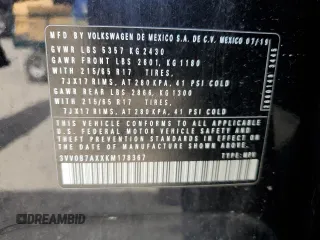 MFD BY VOLKSWAGEN DE MEXICO S.A. DE C.V. MEXICO 07/19
GVWR LBS 5357 KG 2430
GAWR FRONT LBS 2601, KG 1180
WITH 215/65 R17 TIRES,
7JX17 RIMS, AT 280 KPA, 41 PSI COLD
GAWR REAR LBS 2866, KG 1300
WITH 215/65 R17 TIRES,
7JX17 RIMS, AT 280 KPA, 41 PSI COLD
THIS VEHICLE CONFORMS TO ALL APPLICABLE
U.S. FEDERAL MOTOR VEHICLE SAFETY AND
THEFT PREVENTION STANDARDS IN EFFECT ON THE
DATE OF MANUFACTURE SHOWN ABOVE
3VV0B7AXXKM178367 TYPE: MPV
DREAMBID